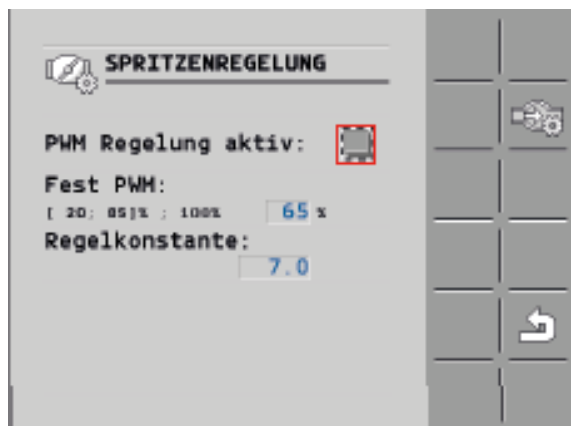 SPRITZENREGELUNG
PWM Regelung aktiv:
Fest PWM:
[ 20; 85]% ; 100% 65 %
Regelkonstante:
7.0